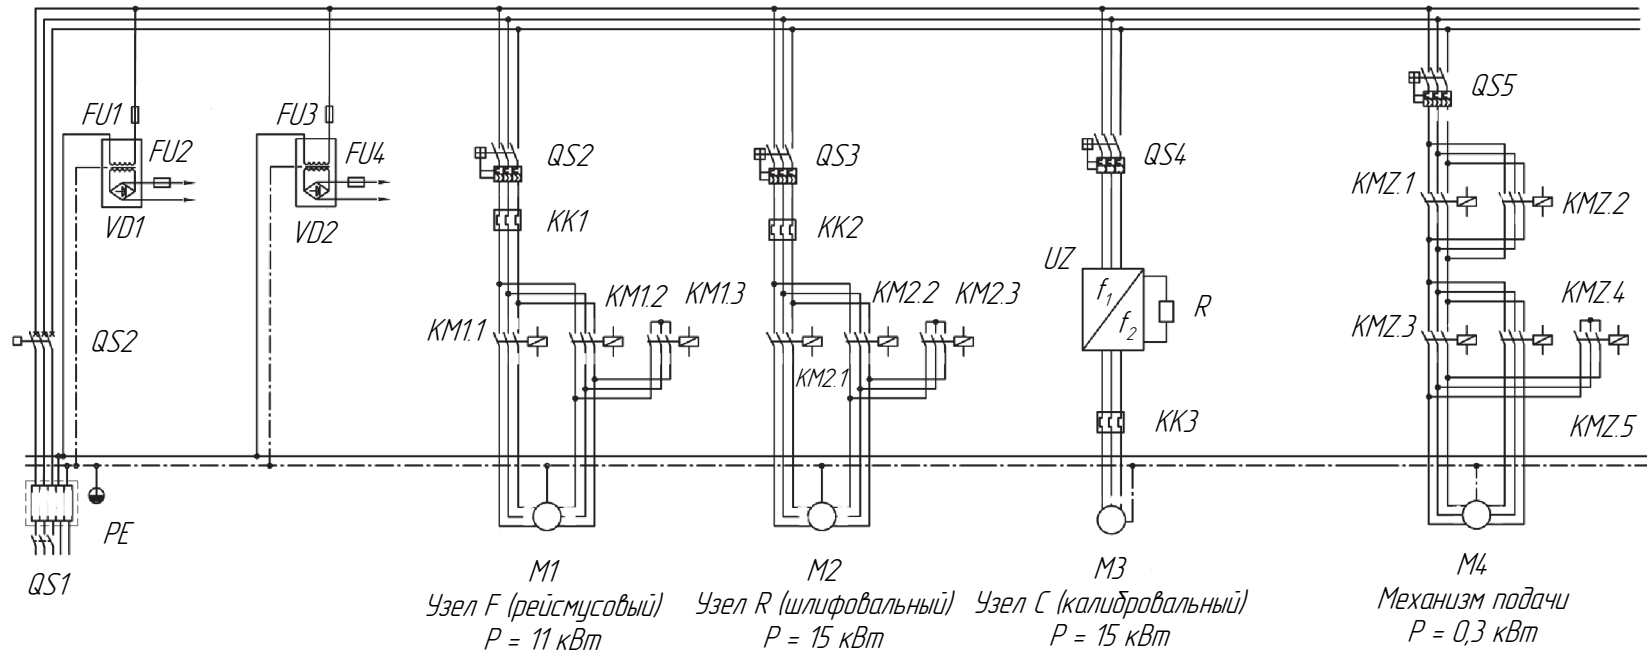 FU1
FU2
VD1
FU3
FU4
VD2
QS2
PE
QS1
QS2
KK1
KM1.1
KM1.2
KM1.3
M1
Узел F (рейсмусовый)
P = 11 кВт
QS3
KK2
KM2.2
KM2.3
KM2.1
M2
Узел R (шлифовальный)
P = 15 кВт
QS4
UZ
f1
f2
R
KK3
M3
Узел C (калибровальный)
P = 15 кВт
QS5
KMZ.1
KMZ.2
KMZ.3
KMZ.4
KMZ.5
M4
Механизм подачи
P = 0,3 кВт